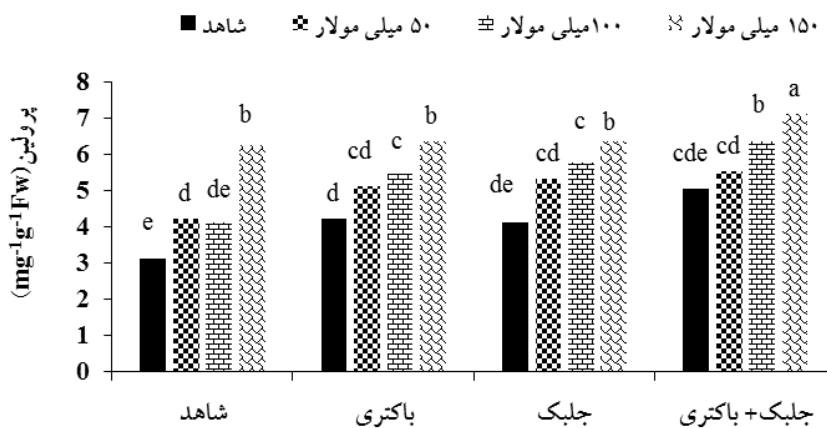 شاهد ۵۰ میلی مولار ۱۰۰میلی مولار ۱۵۰ میلی مولار
پرولین(mg-1g-1Fw)
8
7
6
5
4
3
2
1
0
e d de b
d cd c b
de cd c b
cde cd b a
شاهد باکتری جلبک جلبک+ باکتری